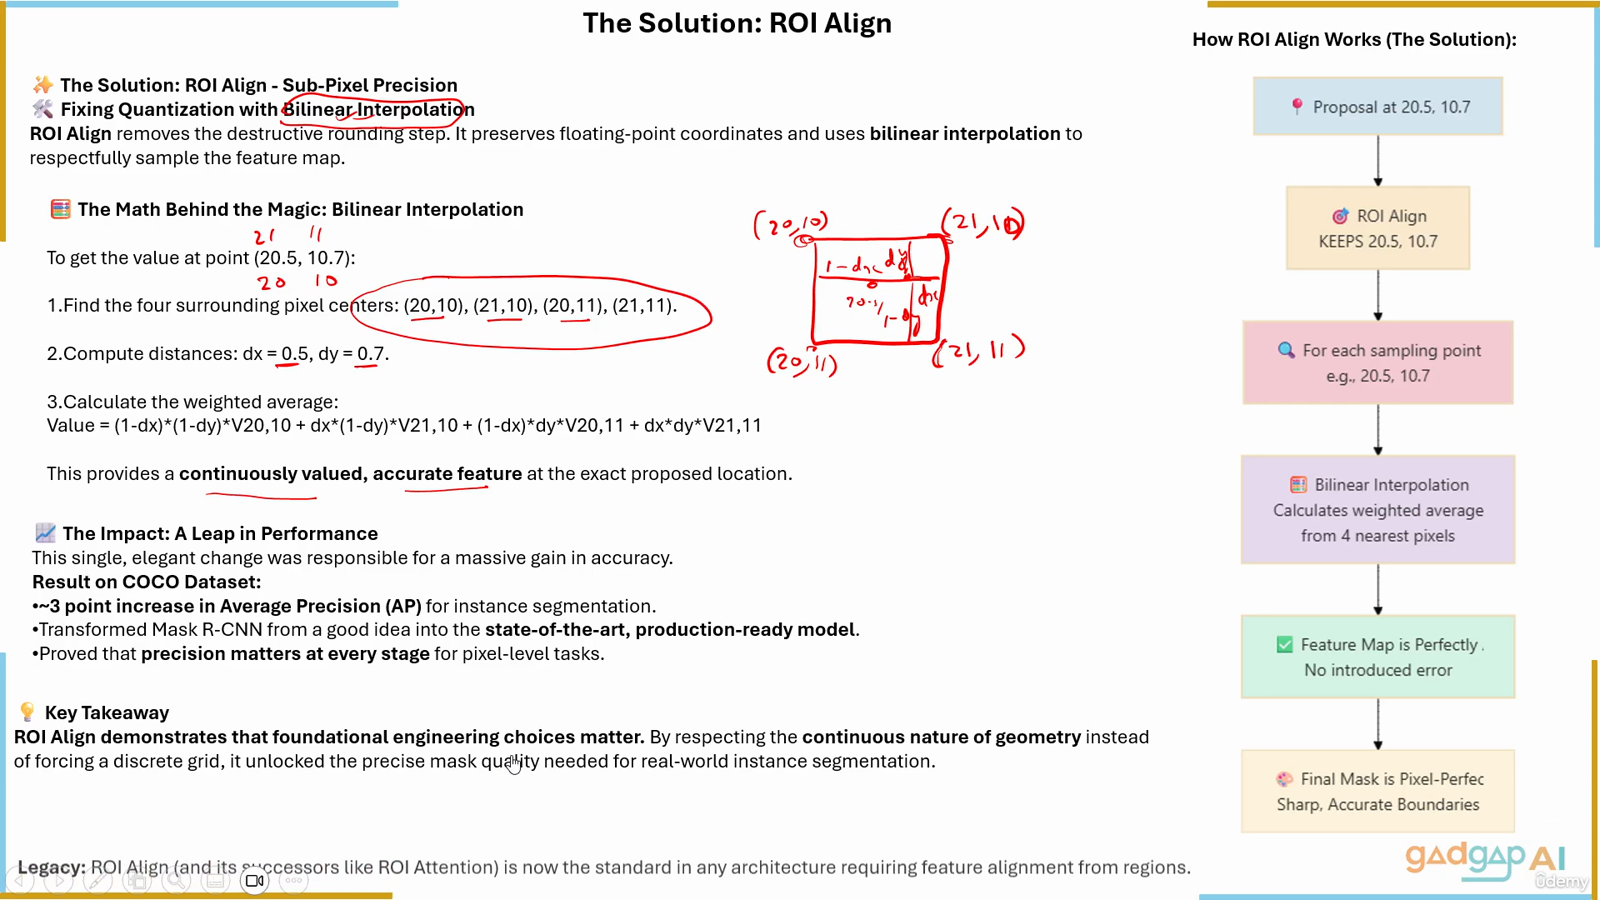 The Solution: ROI Align
✨ The Solution: ROI Align - Sub-Pixel Precision
🛠️ Fixing Quantization with Bilinear Interpolation
ROI Align removes the destructive rounding step. It preserves floating-point coordinates and uses bilinear interpolation to
respectfully sample the feature map.
🧮 The Math Behind the Magic: Bilinear Interpolation
21 11
To get the value at point (20.5, 10.7):
20 10
1.Find the four surrounding pixel centers: (20,10), (21,10), (20,11), (21,11).
2.Compute distances: dx = 0.5, dy = 0.7.
3.Calculate the weighted average:
Value = (1-dx)*(1-dy)*V20,10 + dx*(1-dy)*V21,10 + (1-dx)*dy*V20,11 + dx*dy*V21,11
This provides a continuously valued, accurate feature at the exact proposed location.
(20,10) (21,10)
1-dx
dx
(20,11) (21,11)
📈 The Impact: A Leap in Performance
This single, elegant change was responsible for a massive gain in accuracy.
Result on COCO Dataset:
•~3 point increase in Average Precision (AP) for instance segmentation.
•Transformed Mask R-CNN from a good idea into the state-of-the-art, production-ready model.
•Proved that precision matters at every stage for pixel-level tasks.
💡 Key Takeaway
ROI Align demonstrates that foundational engineering choices matter. By respecting the continuous nature of geometry instead
of forcing a discrete grid, it unlocked the precise mask quality needed for real-world instance segmentation.
Legacy: ROI Align (and its successors like ROI Attention) is now the standard in any architecture requiring feature alignment from regions.
How ROI Align Works (The Solution):
📍 Proposal at 20.5, 10.7
🎯 ROI Align
KEEPS 20.5, 10.7
🔍 For each sampling point
e.g., 20.5, 10.7
🧮 Bilinear Interpolation
Calculates weighted average
from 4 nearest pixels
✅ Feature Map is Perfectly
No introduced error
🎨 Final Mask is Pixel-Perfec
Sharp, Accurate Boundaries
gadgap AI
ûdemy